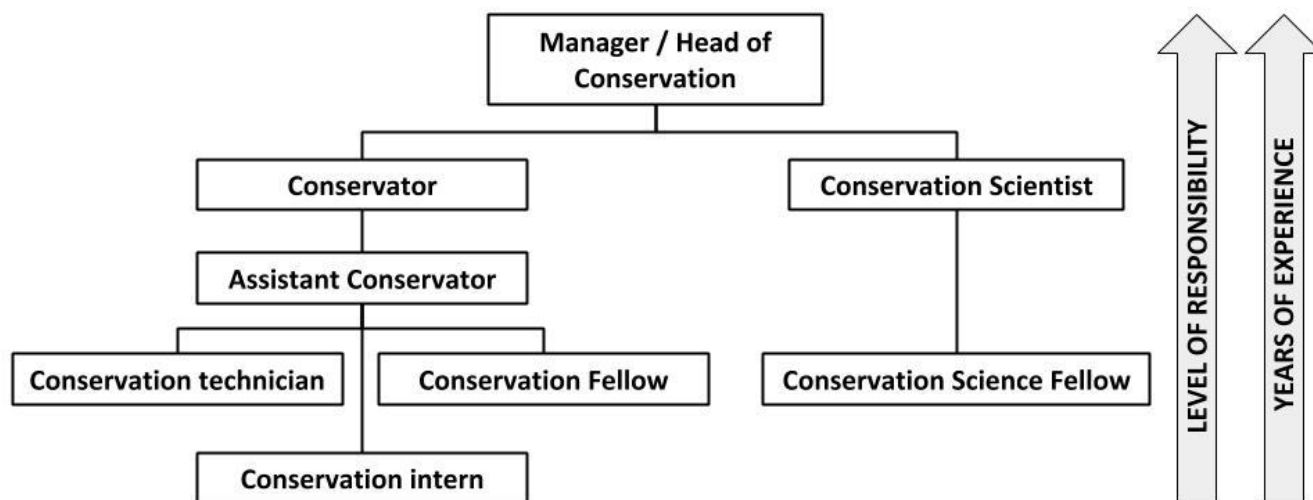 Manager / Head of
Conservation
Conservator
Conservation Scientist
Assistant Conservator
Conservation technician
Conservation Fellow
Conservation Science Fellow
Conservation intern
LEVEL OF RESPONSIBILITY
YEARS OF EXPERIENCE